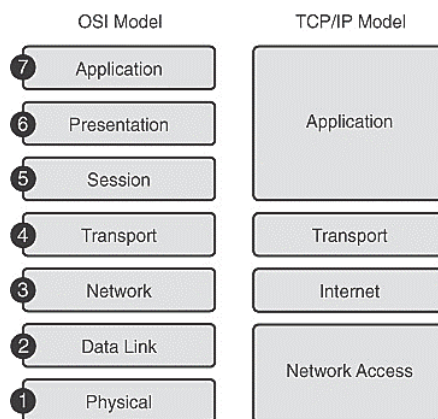 OSI Model
TCP/IP Model
7 Application
6 Presentation
5 Session
Application
4 Transport
Transport
3 Network
Internet
2 Data Link
1 Physical
Network Access